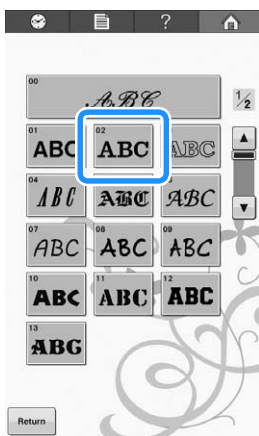 ?
00
ABC
1/2
01 ABC 02 ABC ABC
04 ABC ABC ABC
07 ABC 08 ABC 09 ABC
10 ABC 11 ABC 12 ABC
13 ABC
Return